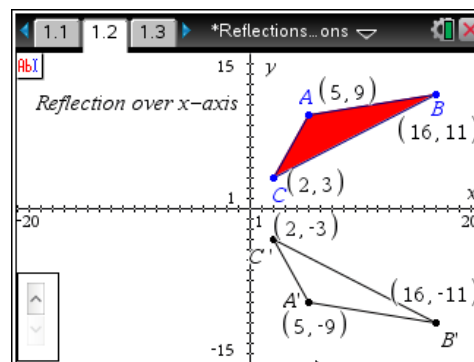 1.1 1.2 1.3 *Reflections...ons
AbI
15 y
Reflection over x-axis
A (5,9)
B
(16,11)
C (2,3)
1
x
-20
1
20
(2,-3)
C'
A'
(16,-11)
(5,-9)
B'
-15